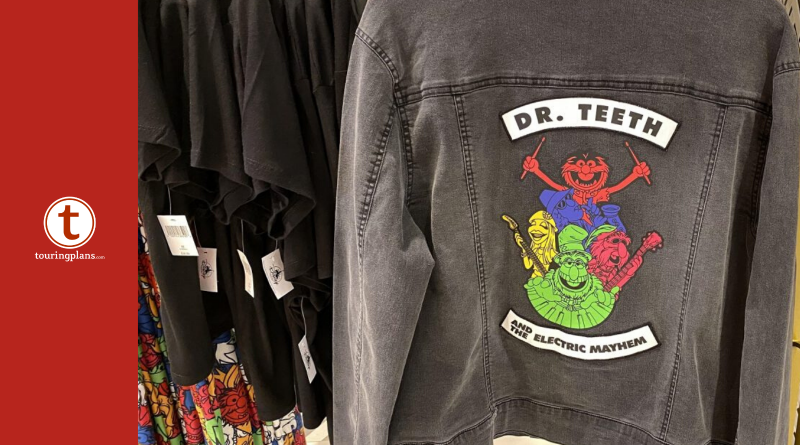 t
touringplans.com
DR. TEETH
AND
THE ELECTRIC MAYHEM